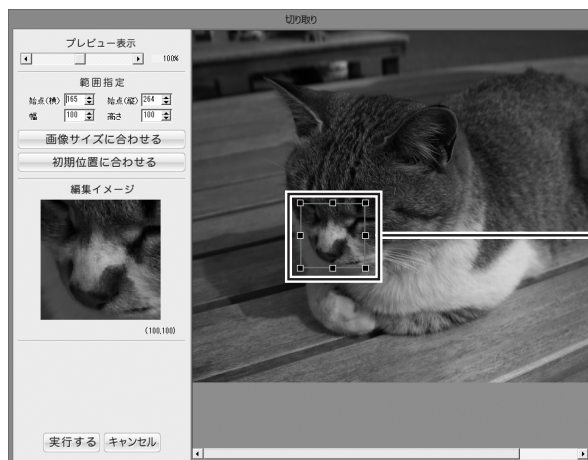 切り取り
プレビュー表示
100%
範囲指定
始点(横) 165 始点(縦) 264
幅 100 高さ 100
画像サイズに合わせる
初期位置に合わせる
編集イメージ
(100,100)
実行する キャンセル